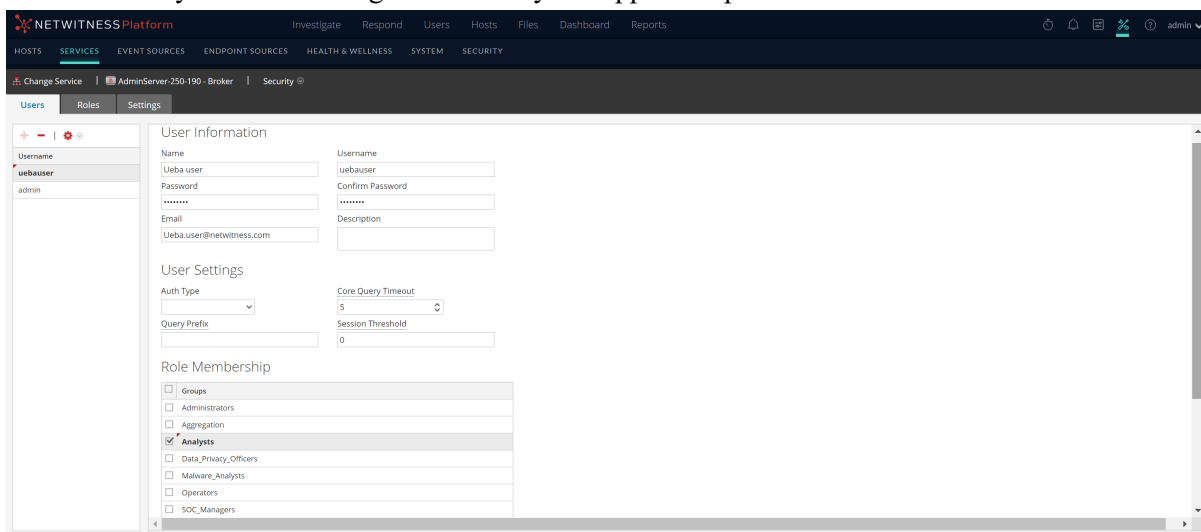 NETWITNESS Platform Investigate Respond Users Hosts Files Dashboard Reports admin
HOSTS SERVICES EVENT SOURCES ENDPOINT SOURCES HEALTH & WELLNESS SYSTEM SECURITY
Change Service | AdminServer-250-190 - Broker | Security
Users Roles Settings
Username
uebauser
admin
User Information
Name Username
Ueba user uebauser
Password Confirm Password
•••••••• ••••••••
Email Description
Ueba.user@netwitness.com
User Settings
Auth Type Core Query Timeout
5
Query Prefix Session Threshold
0
Role Membership
Groups
Administrators
Aggregation
Analysts
Data_Privacy_Officers
Malware_Analysts
Operators
SOC_Managers